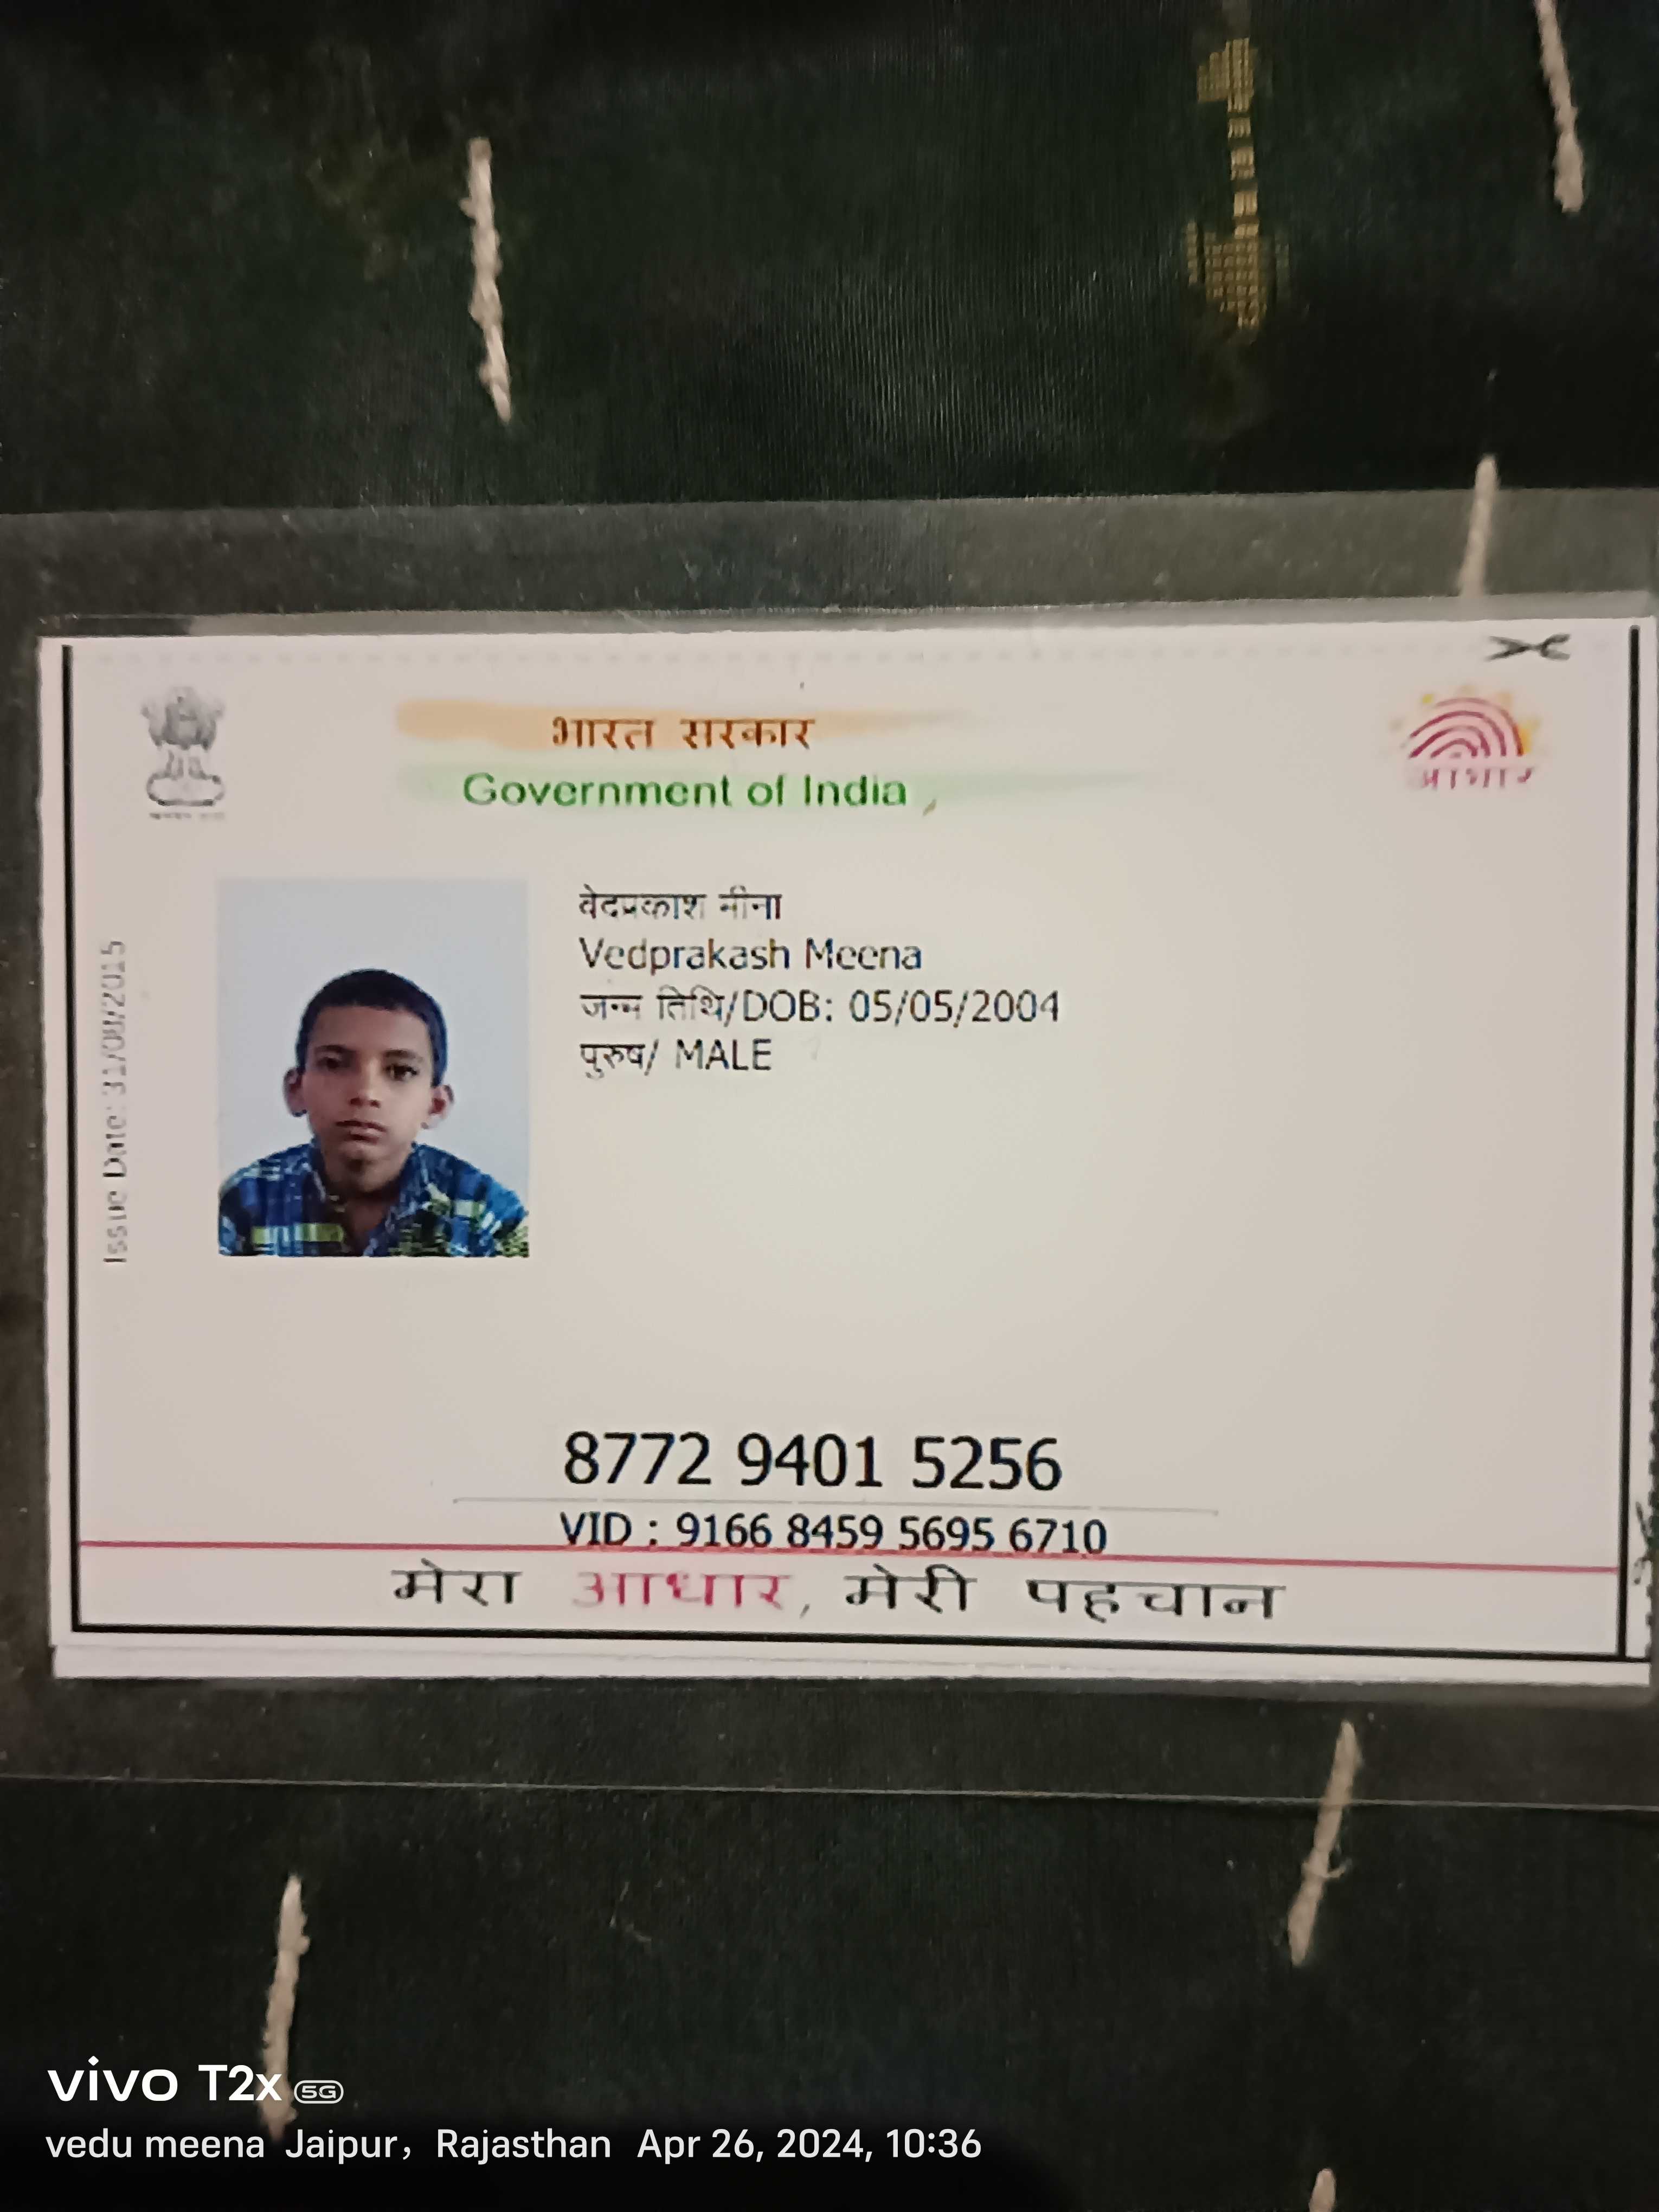 भारत सरकार
Government of India
आधार
Issue Date: 31/08/2015
वेदप्रकाश मीना
Vedprakash Meena
जन्म तिथि/DOB: 05/05/2004
पुरुष/ MALE
8772 9401 5256
VID : 9166 8459 5695 6710
मेरा आधार, मेरी पहचान
vivo T2x 5G
vedu meena Jaipur, Rajasthan Apr 26, 2024, 10:36